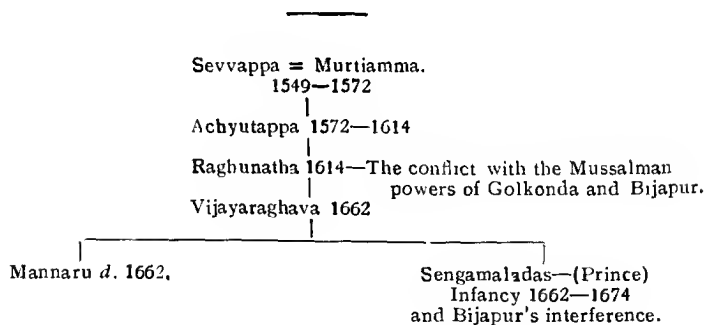 Sevvappa = Murtiamma.
1549—1572
Achyutappa 1572—1614
Raghunatha 1614—The conflict with the Mussalman
powers of Golkonda and Bijapur.
Vijayaraghava 1662
Mannaru d. 1662.
Sengamaladas—(Prince)
Infancy 1662—1674
and Bijapur's interference.